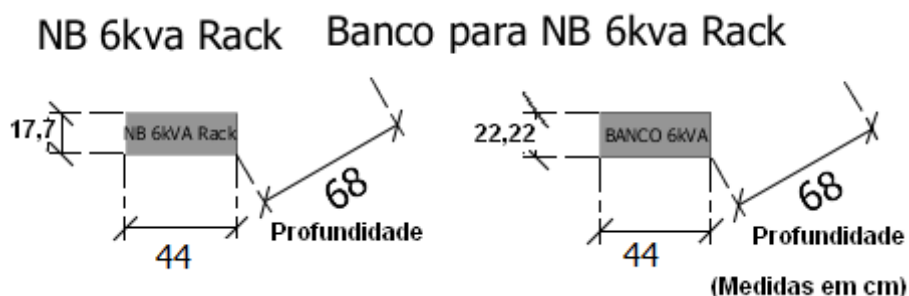 NB 6kva Rack
Banco para NB 6kva Rack
17,7
NB 6kVA Rack
68
Profundidade
44
22,22
BANCO 6kVA
68
Profundidade
44
(Medidas em cm)